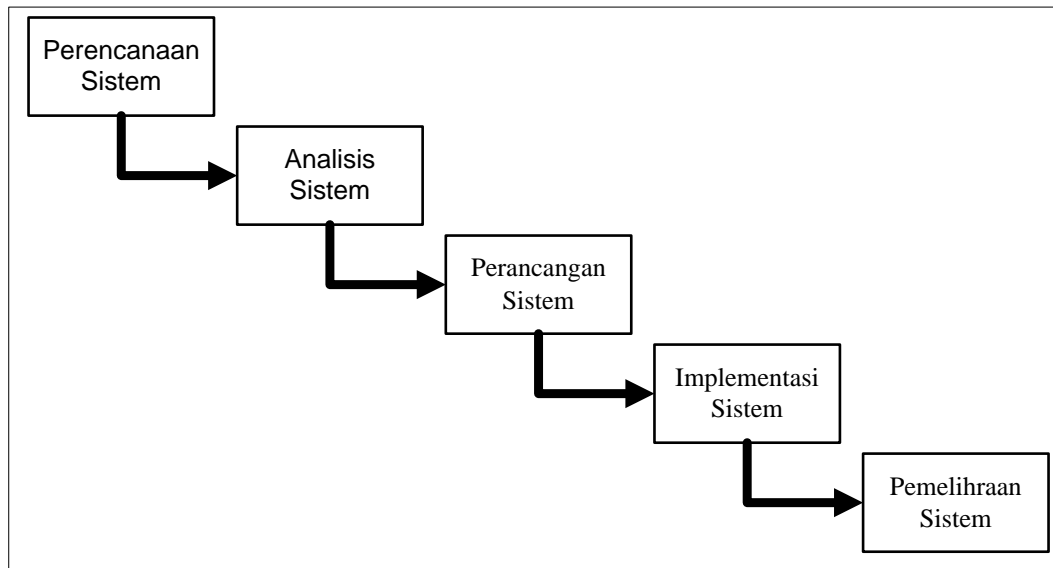 Perencanaan
Sistem
Analisis
Sistem
Perancangan
Sistem
Implementasi
Sistem
Pemelihraan
Sistem